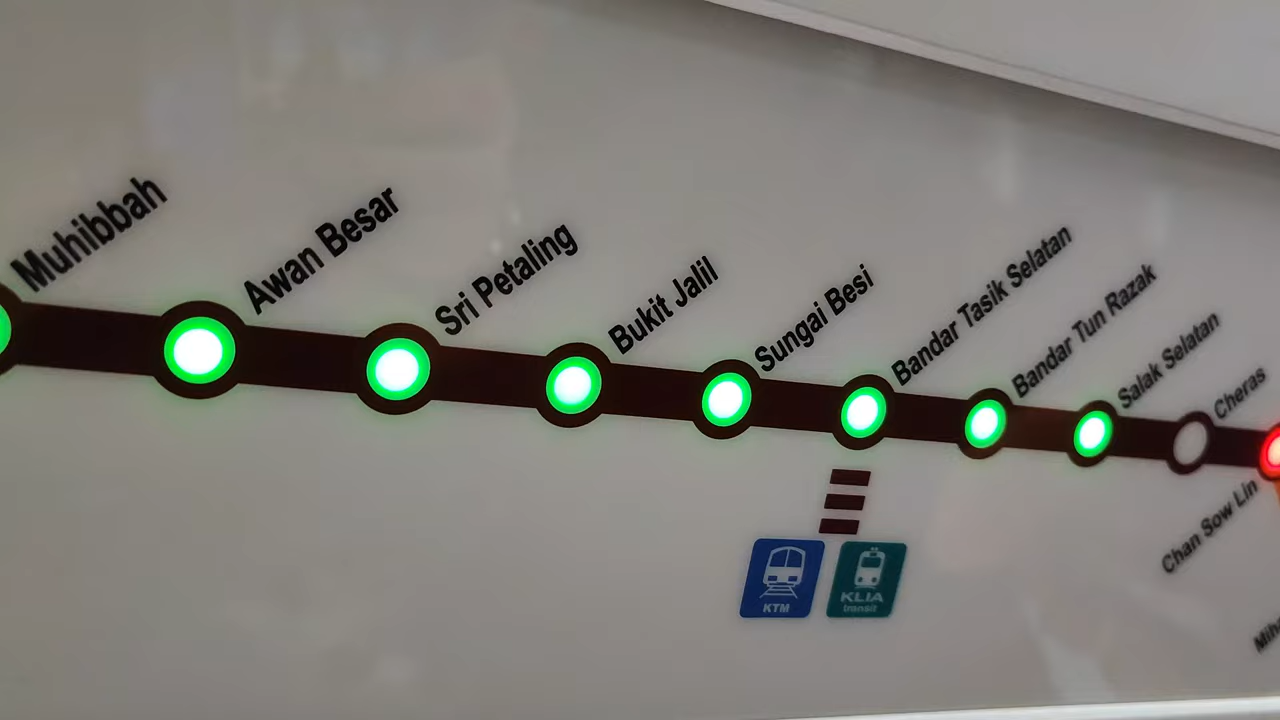 Muhibbah
Awan Besar
Sri Petaling
Bukit Jalil
Sungai Besi
Bandar Tasik Selatan
Bandar Tun Razak
Salak Selatan
Cheras
Chan Sow Lin
KTM
KLIA
transit